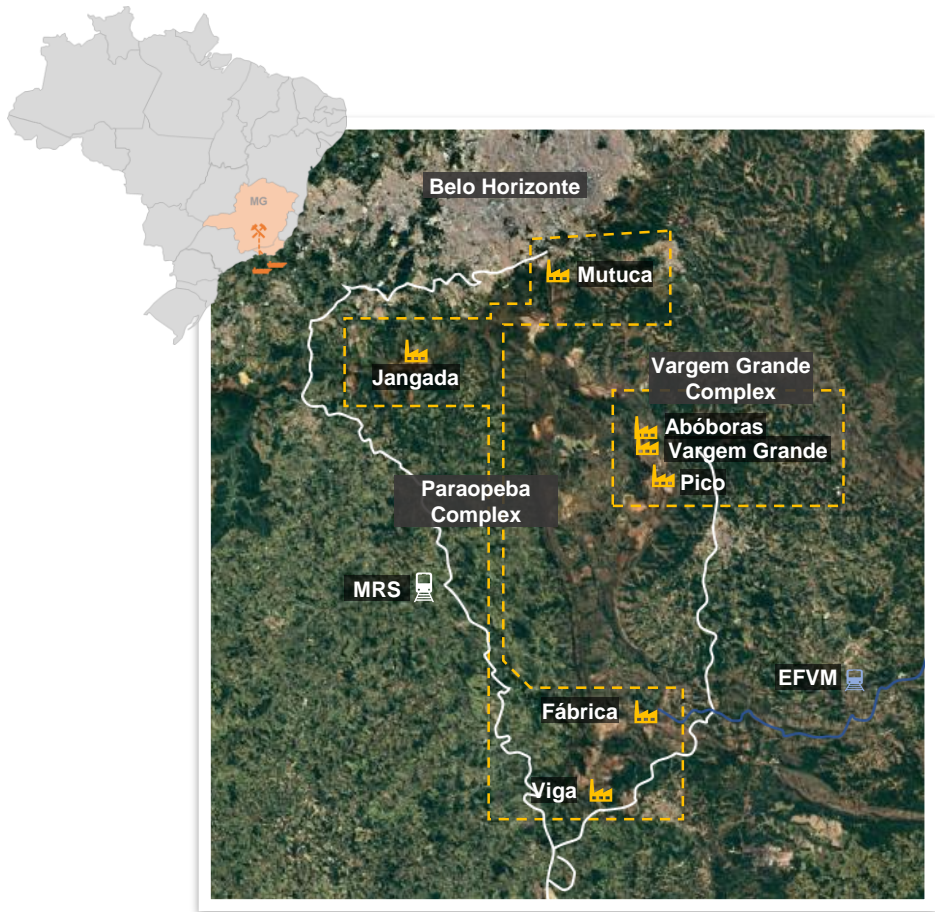 MG
Belo Horizonte
Mutuca
Jangada
Vargem Grande
Complex
Abóboras
Vargem Grande
Pico
Paraopeba
Complex
MRS
EFVM
Fábrica
Viga